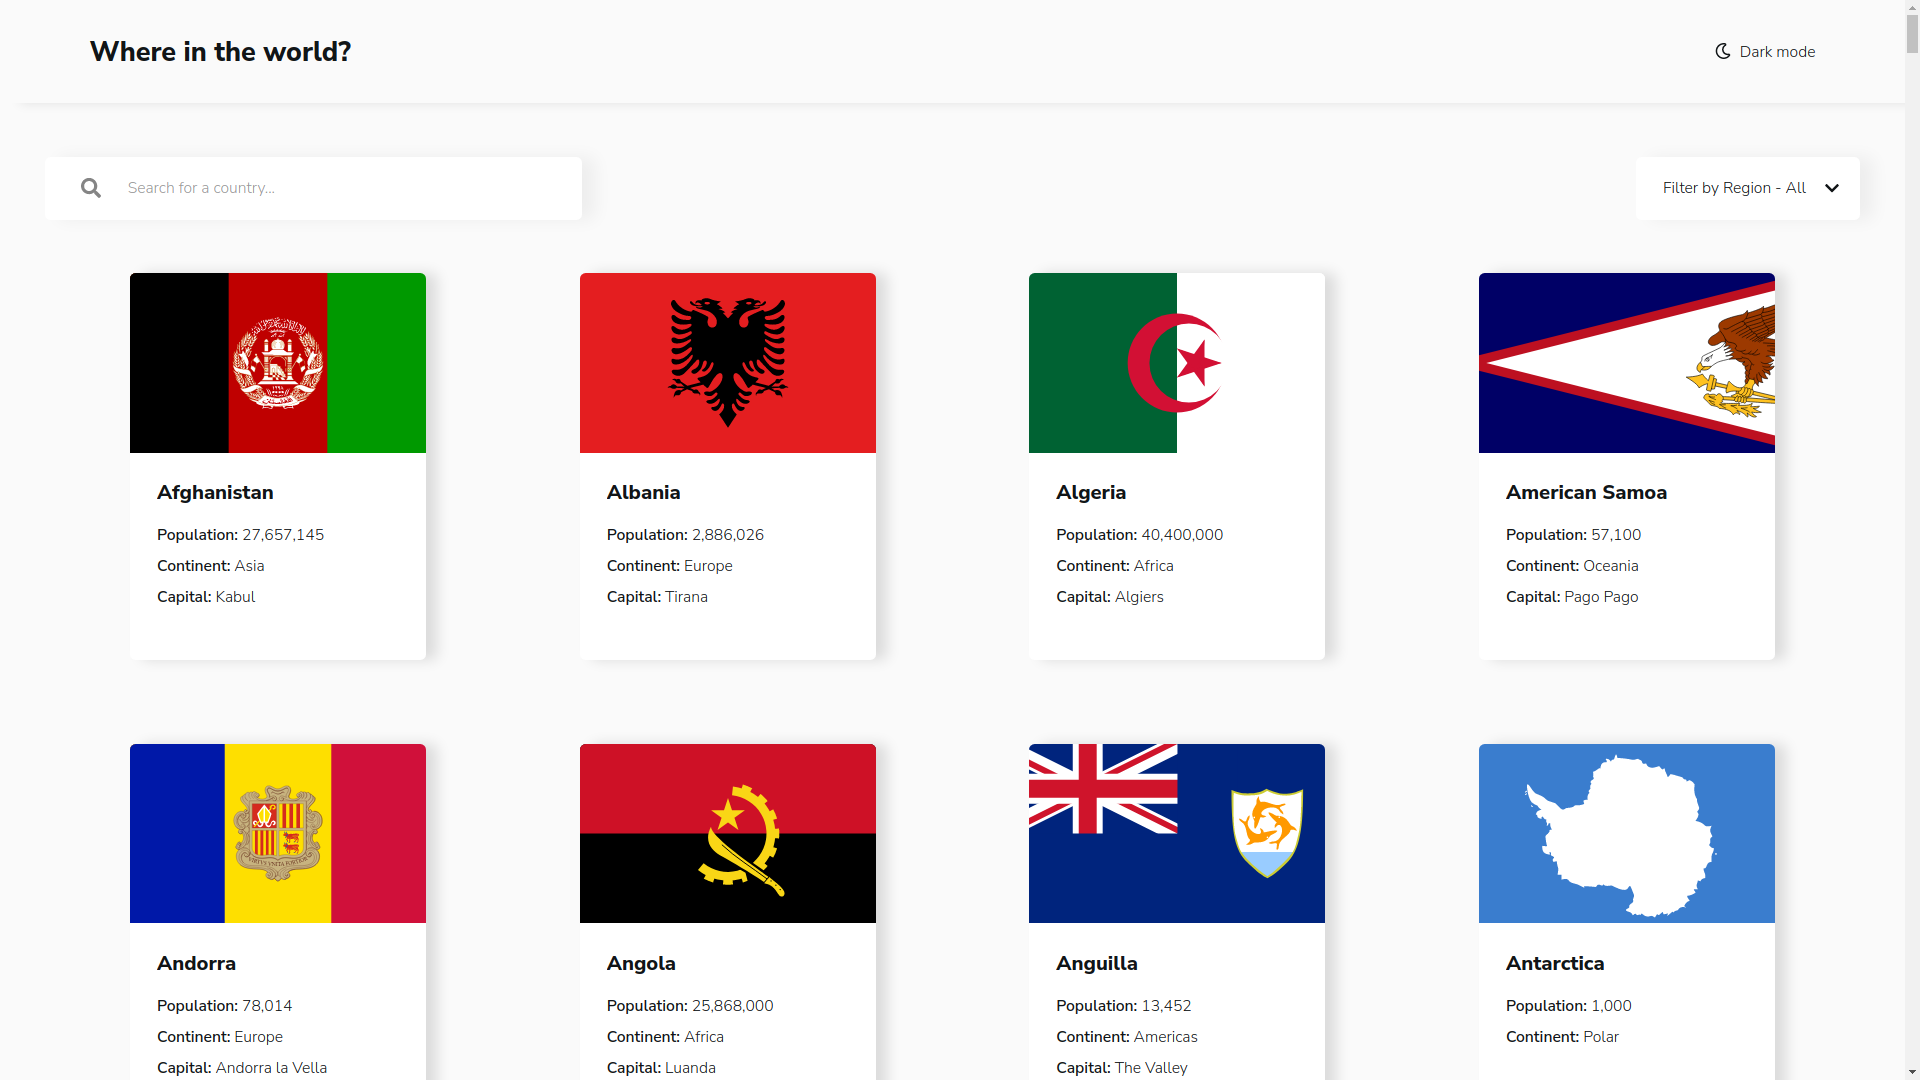 Where in the world?
Dark mode
Search for a country...
Filter by Region - All
Afghanistan
Population: 27,657,145
Continent: Asia
Capital: Kabul
Albania
Population: 2,886,026
Continent: Europe
Capital: Tirana
Algeria
Population: 40,400,000
Continent: Africa
Capital: Algiers
American Samoa
Population: 57,100
Continent: Oceania
Capital: Pago Pago
Andorra
Population: 78,014
Continent: Europe
Capital: Andorra la Vella
Angola
Population: 25,868,000
Continent: Africa
Capital: Luanda
Anguilla
Population: 13,452
Continent: Americas
Capital: The Valley
Antarctica
Population: 1,000
Continent: Polar